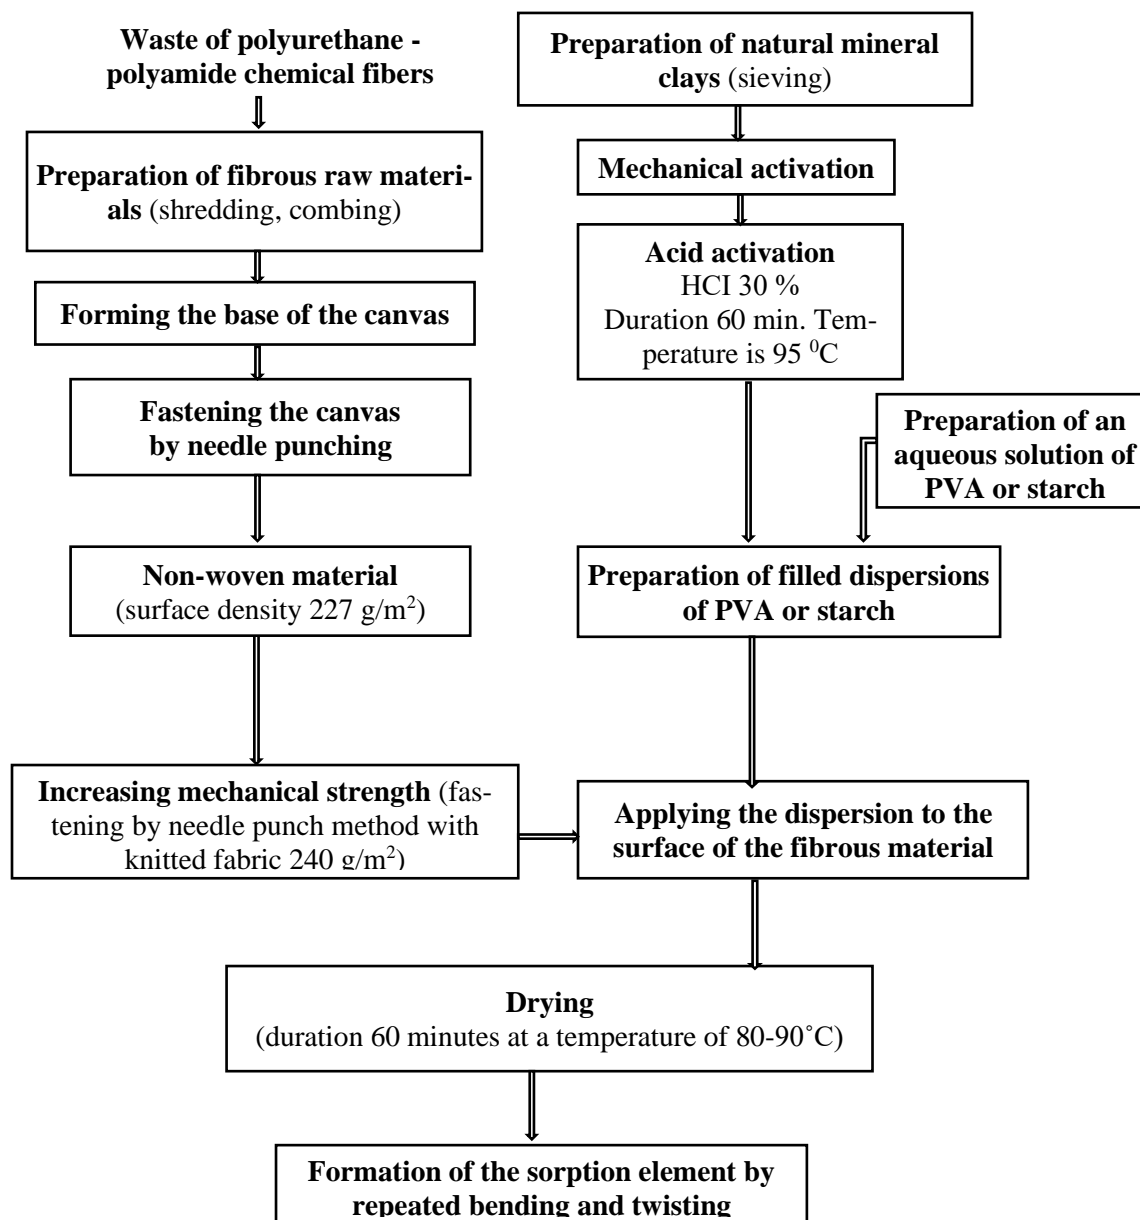 Waste of polyurethane -
polyamide chemical fibers
Preparation of fibrous raw materi-
als (shredding, combing)
Forming the base of the canvas
Fastening the canvas
by needle punching
Non-woven material
(surface density 227 g/m²)
Increasing mechanical strength (fas-
tening by needle punch method with
knitted fabric 240 g/m²)
Preparation of natural mineral
clays (sieving)
Mechanical activation
Acid activation
HCI 30 %
Duration 60 min. Tem-
perature is 95 ⁰C
Preparation of an
aqueous solution of
PVA or starch
Preparation of filled dispersions
of PVA or starch
Applying the dispersion to the
surface of the fibrous material
Drying
(duration 60 minutes at a temperature of 80-90˚C)
Formation of the sorption element by
repeated bending and twisting